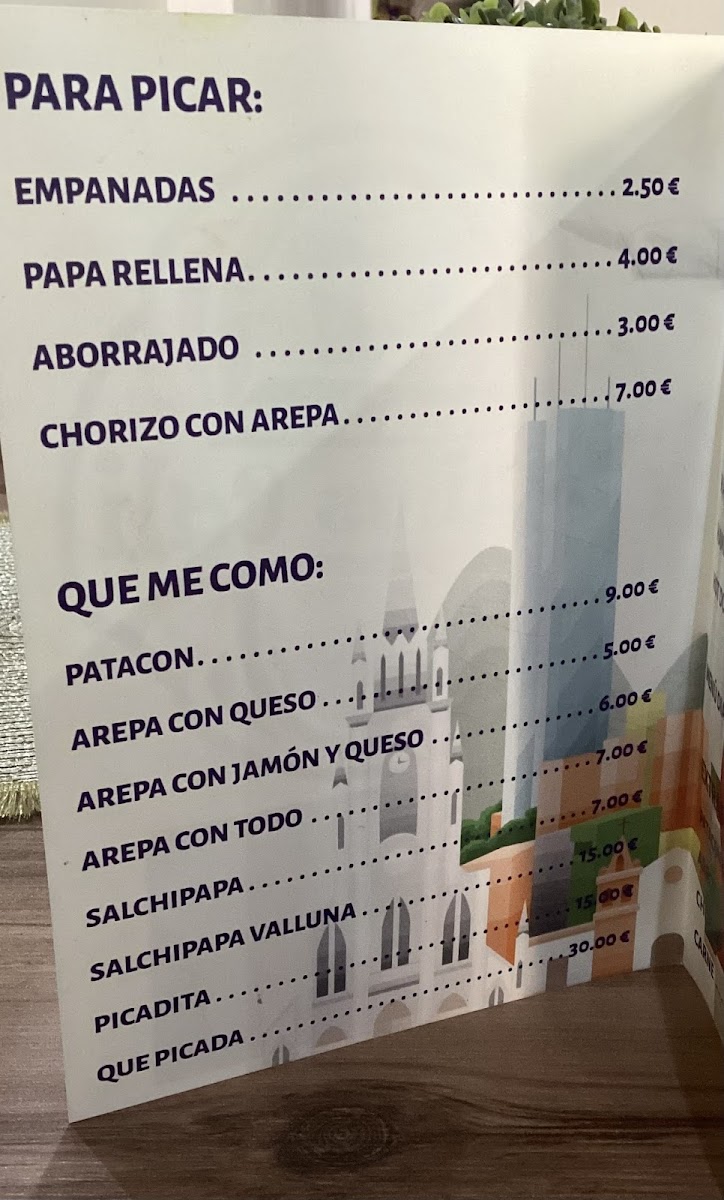 PARA PICAR:
EMPANADAS ............................ 2.50 €
PAPA RELLENA........................... 4.00 €
ABORRAJADO ......................... 3.00 €
CHORIZO CON AREPA.................... 7.00 €
QUE ME COMO:
PATACON............................... 9.00 €
AREPA CON QUESO ..................... 5.00 €
AREPA CON JAMÓN Y QUESO ............ 6.00 €
AREPA CON TODO ..................... 7.00 €
SALCHIPAPA .......................... 7.00 €
SALCHIPAPA VALLUNA ................ 15.00 €
PICADITA ............................ 15.00 €
QUE PICADA ......................... 30.00 €